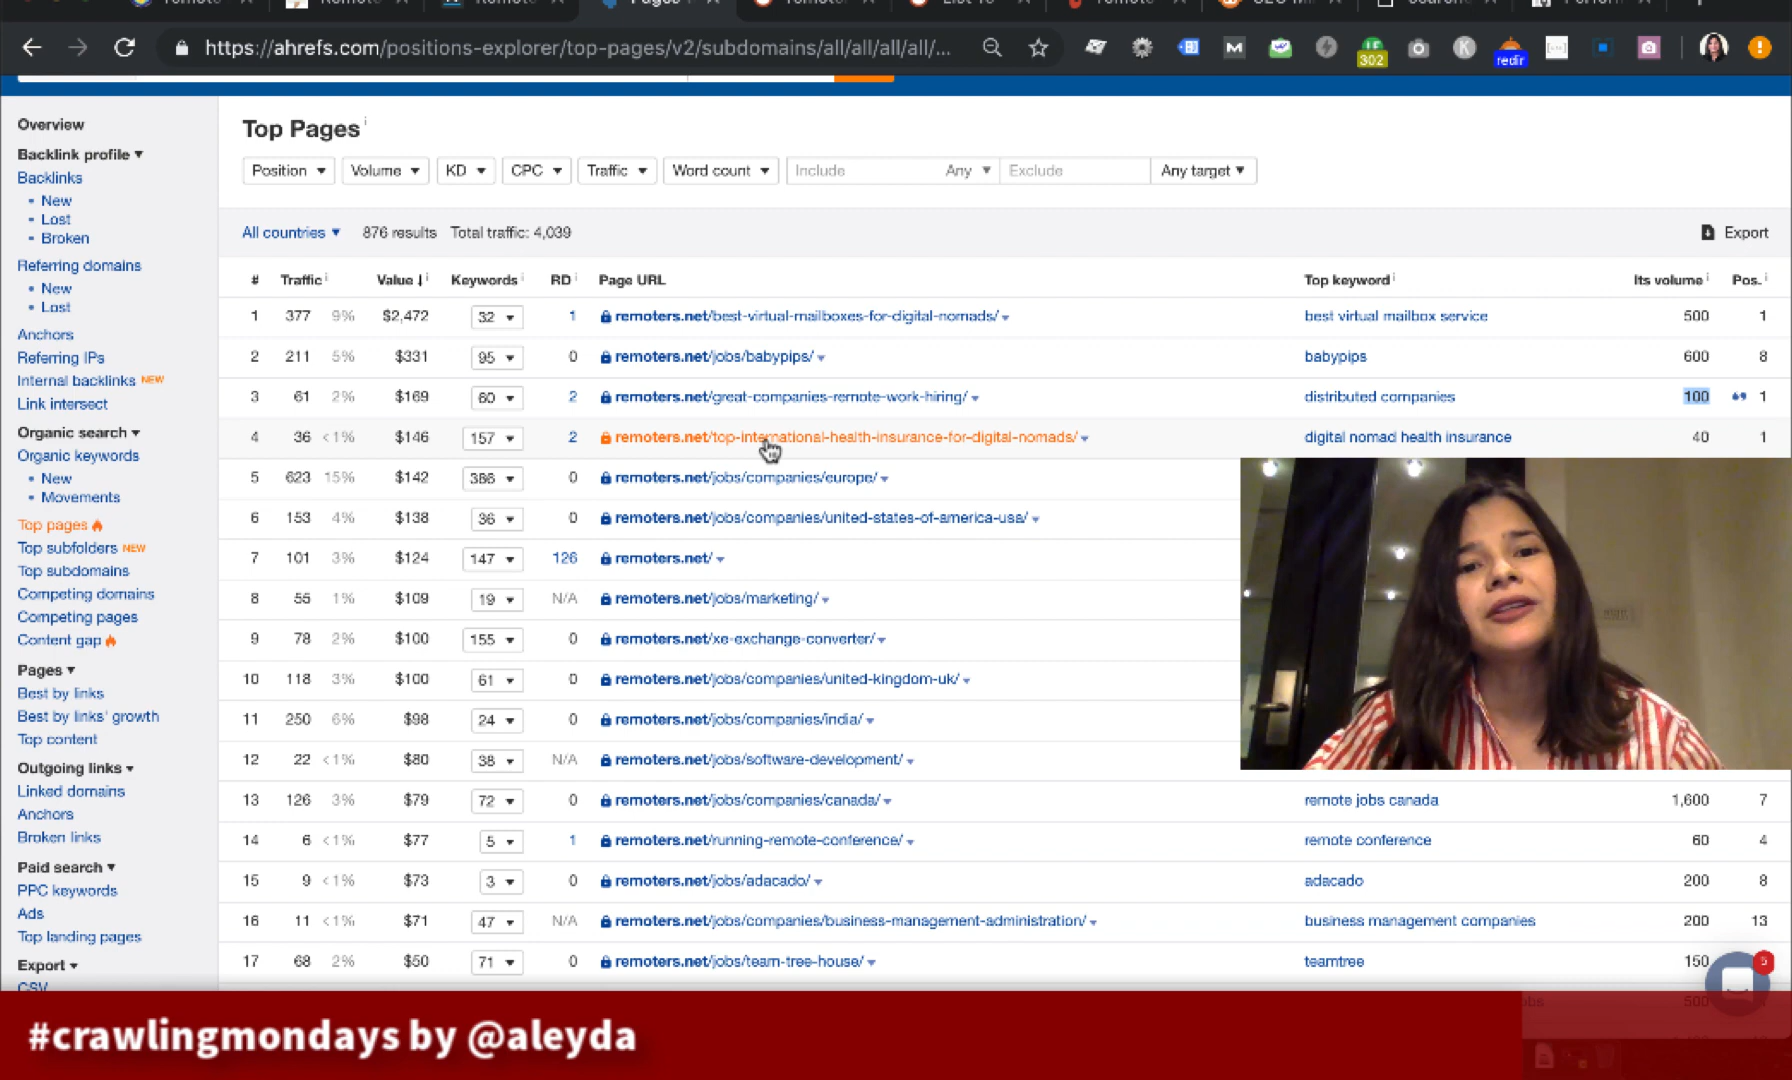 https://ahrefs.com/positions-explorer/top-pages/v2/subdomains/all/all/all/all/...
302
redir
Overview
Backlink profile
Backlinks
New
Lost
Broken
Referring domains
New
Lost
Anchors
Referring IPs
Internal backlinks NEW
Link intersect
Organic search
Organic keywords
New
Movements
Top pages
Top subfolders NEW
Top subdomains
Competing domains
Competing pages
Content gap
Pages
Best by links
Best by links' growth
Top content
Outgoing links
Linked domains
Anchors
Broken links
Paid search
PPC keywords
Ads
Top landing pages
Export
CSV
Top Pages
Position Volume KD CPC Traffic Word count Include Any Exclude Any target
All countries 876 results Total traffic: 4,039 Export
# Traffic Value Keywords RD Page URL Top keyword Its volume Pos.
1 377 9% $2,472 32 1 remoters.net/best-virtual-mailboxes-for-digital-nomads/ best virtual mailbox service 500 1
2 211 5% $331 95 0 remoters.net/jobs/babypips/ babypips 600 8
3 61 2% $169 60 2 remoters.net/great-companies-remote-work-hiring/ distributed companies 100 1
4 36 <1% $146 157 2 remoters.net/top-international-health-insurance-for-digital-nomads/ digital nomad health insurance 40 1
5 623 15% $142 386 0 remoters.net/jobs/companies/europe/
6 153 4% $138 36 0 remoters.net/jobs/companies/united-states-of-america-usa/
7 101 3% $124 147 126 remoters.net/
8 55 1% $109 19 N/A remoters.net/jobs/marketing/
9 78 2% $100 155 0 remoters.net/xe-exchange-converter/
10 118 3% $100 61 0 remoters.net/jobs/companies/united-kingdom-uk/
11 250 6% $98 24 0 remoters.net/jobs/companies/india/
12 22 <1% $80 38 N/A remoters.net/jobs/software-development/
13 126 3% $79 72 0 remoters.net/jobs/companies/canada/ remote jobs canada 1,600 7
14 6 <1% $77 5 1 remoters.net/running-remote-conference/ remote conference 60 4
15 9 <1% $73 3 0 remoters.net/jobs/adacado/ adacado 200 8
16 11 <1% $71 47 N/A remoters.net/jobs/companies/business-management-administration/ business management companies 200 13
17 68 2% $50 71 0 remoters.net/jobs/team-tree-house/ teamtree 150
5
#crawlingmondays by @aleyda